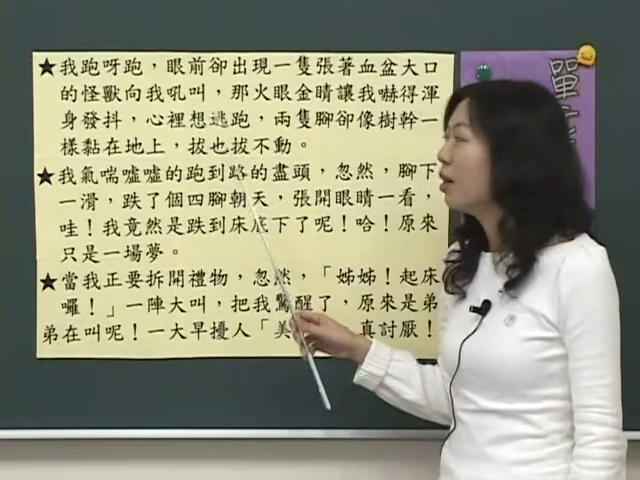 ★我跑呀跑，眼前卻出現一隻張著血盆大口
的怪獸向我吼叫，那火眼金睛讓我嚇得渾
身發抖，心裡想逃跑，兩隻腳卻像樹幹一
樣黏在地上，拔也拔不動。
★我氣喘噓噓的跑到路的盡頭，忽然，腳下
一滑，跌了個四腳朝天，張開眼睛一看，
哇！我竟然是跌到床底下了呢！哈！原來
只是一場夢。
★當我正要拆開禮物，忽然，「姊姊！起床
囉！」一陣大叫，把我驚醒了，原來是弟
弟在叫呢！一大早擾人「美 真討厭！
單